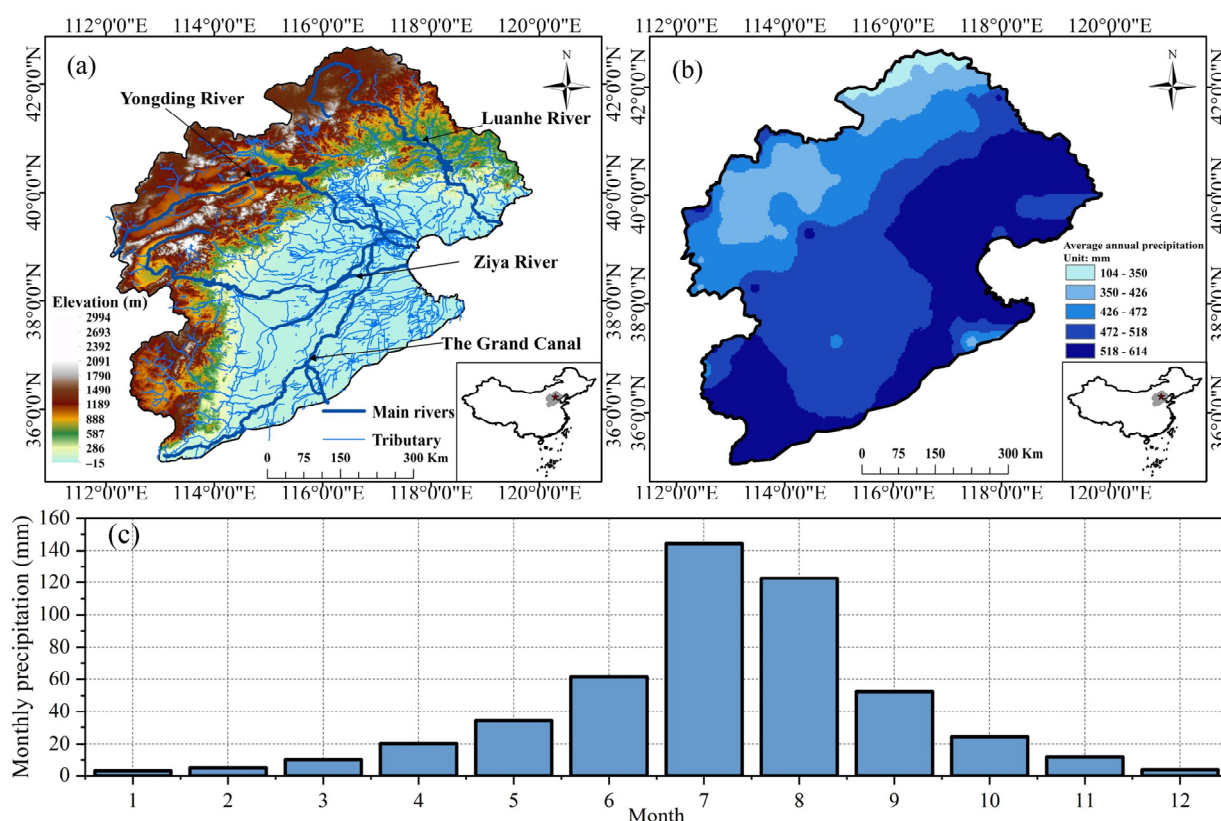 112°0'0"E 114°0'0"E 116°0'0"E 118°0'0"E 120°0'0"E
(a)
N
Yongding River
Luanhe River
Ziya River
The Grand Canal
Elevation (m)
2994
2693
2392
2091
1790
1489
1189
888
587
286
–15
Main rivers
Tributary
0 75 150 300 Km
42°0'0"N
40°0'0"N
38°0'0"N
36°0'0"N
42°0'0"N
40°0'0"N
38°0'0"N
36°0'0"N
112°0'0"E 114°0'0"E 116°0'0"E 118°0'0"E 120°0'0"E
112°0'0"E 114°0'0"E 116°0'0"E 118°0'0"E 120°0'0"E
(b)
N
Average annual precipitation
Unit: mm
104 - 350
350 - 426
426 - 472
472 - 518
518 - 614
0 75 150 300 Km
42°0'0"N
40°0'0"N
38°0'0"N
36°0'0"N
112°0'0"E 114°0'0"E 116°0'0"E 118°0'0"E 120°0'0"E
(c)
Monthly precipitation (mm)
160
140
120
100
80
60
40
20
0
1 2 3 4 5 6 7 8 9 10 11 12
Month